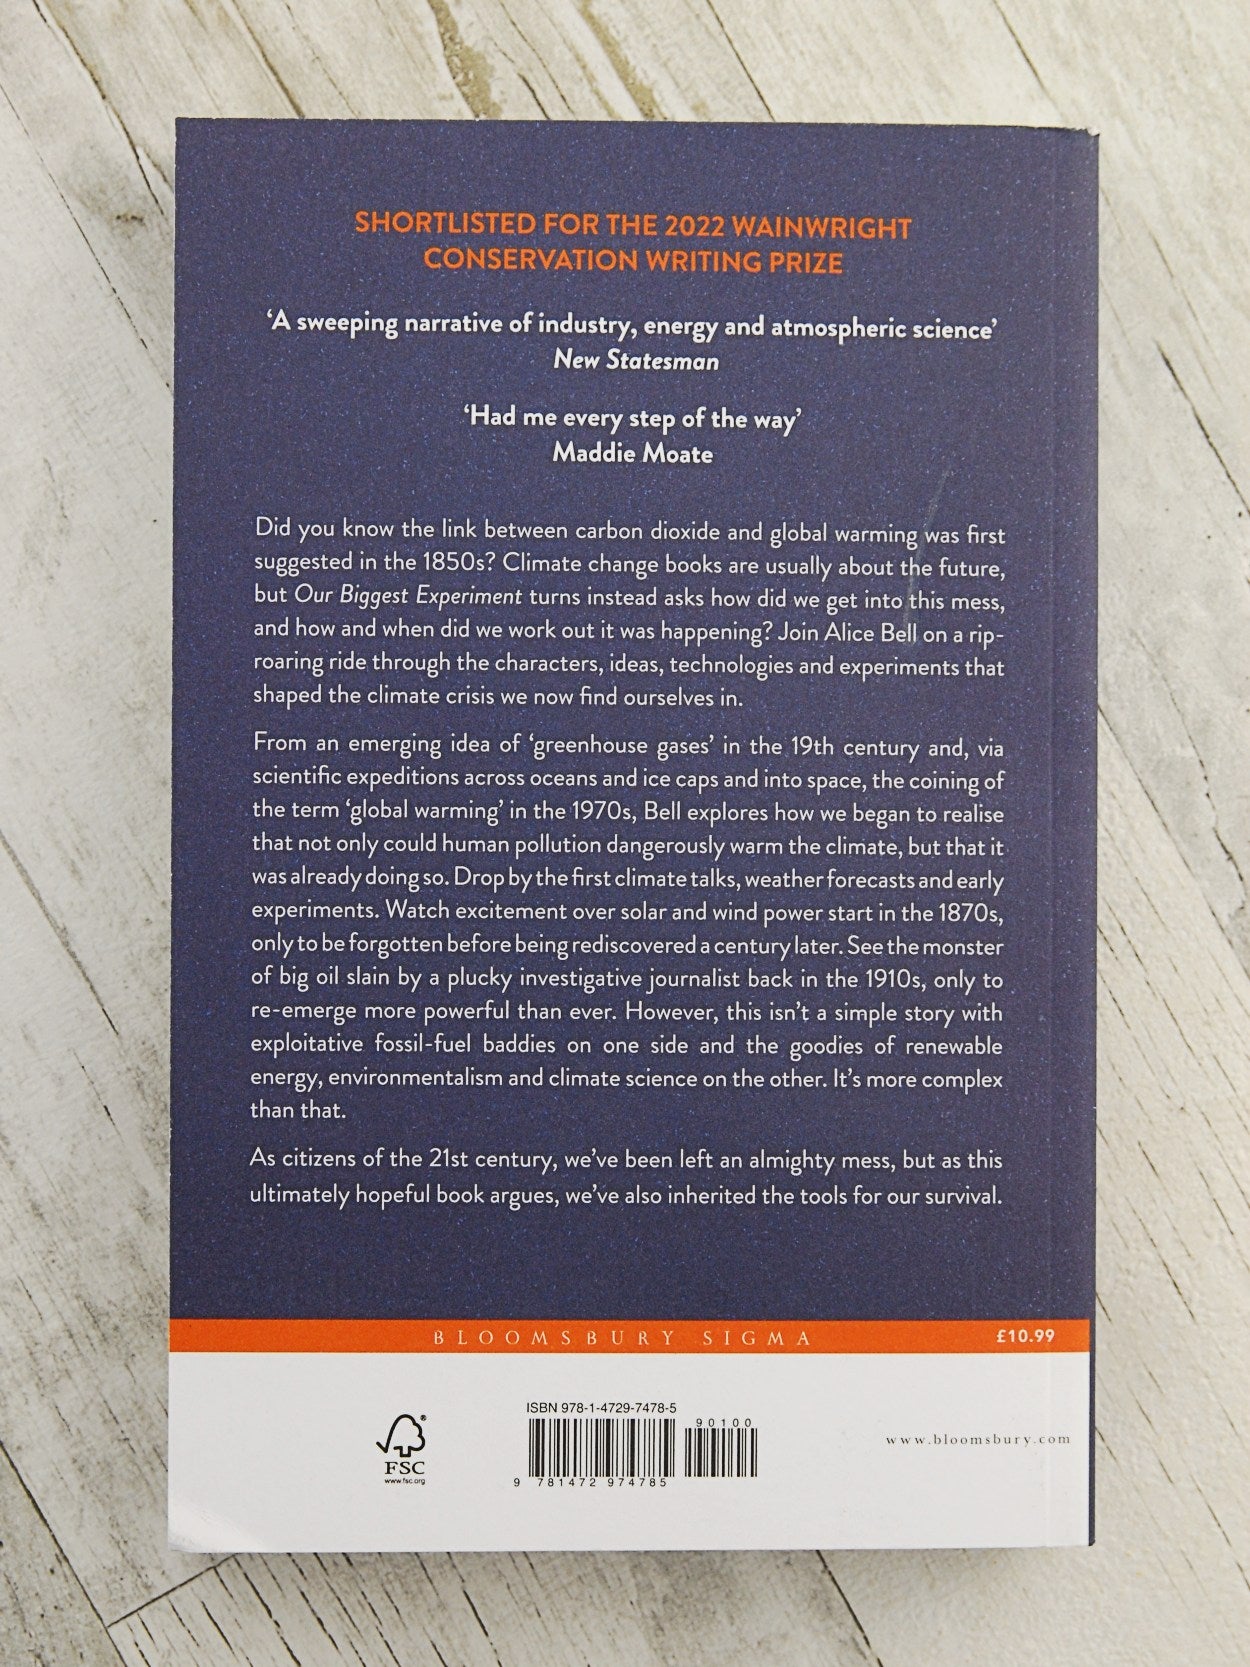 SHORTLISTED FOR THE 2022 WAINWRIGHT
CONSERVATION WRITING PRIZE
‘A sweeping narrative of industry, energy and atmospheric science’
New Statesman
‘Had me every step of the way’
Maddie Moate
Did you know the link between carbon dioxide and global warming was first
suggested in the 1850s? Climate change books are usually about the future,
but Our Biggest Experiment turns instead asks how did we get into this mess,
and how and when did we work out it was happening? Join Alice Bell on a rip-
roaring ride through the characters, ideas, technologies and experiments that
shaped the climate crisis we now find ourselves in.
From an emerging idea of ‘greenhouse gases’ in the 19th century and, via
scientific expeditions across oceans and ice caps and into space, the coining of
the term ‘global warming’ in the 1970s, Bell explores how we began to realise
that not only could human pollution dangerously warm the climate, but that it
was already doing so. Drop by the first climate talks, weather forecasts and early
experiments. Watch excitement over solar and wind power start in the 1870s,
only to be forgotten before being rediscovered a century later. See the monster
of big oil slain by a plucky investigative journalist back in the 1910s, only to
re-emerge more powerful than ever. However, this isn’t a simple story with
exploitative fossil-fuel baddies on one side and the goodies of renewable
energy, environmentalism and climate science on the other. It’s more complex
than that.
As citizens of the 21st century, we’ve been left an almighty mess, but as this
ultimately hopeful book argues, we’ve also inherited the tools for our survival.
BLOOMSBURY SIGMA
£10.99
ISBN 978-1-4729-7478-5
90100
9 781472 974785
FSC
www.fsc.org
www.bloomsbury.com